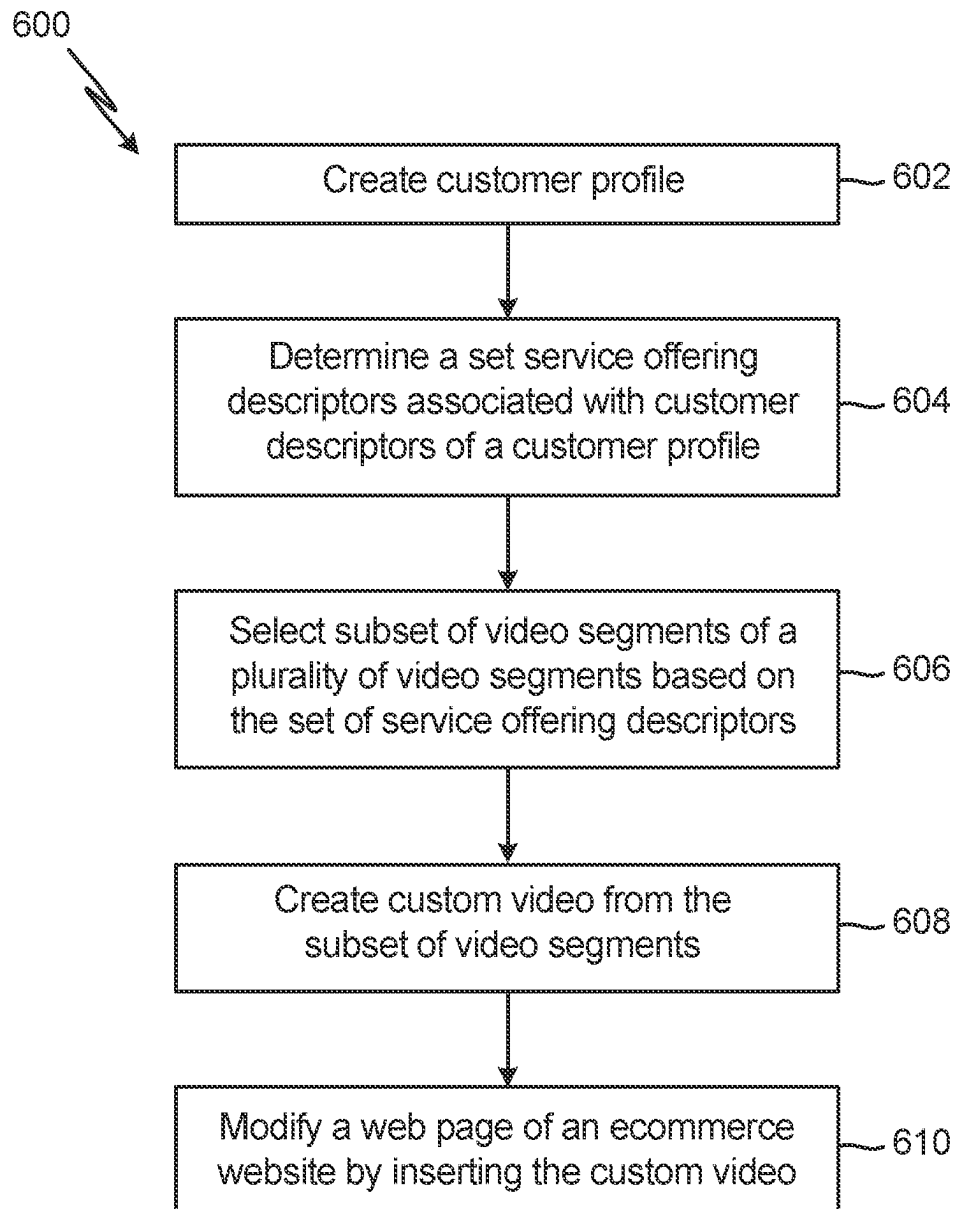 600
Create customer profile
602
Determine a set service offering
descriptors associated with customer
descriptors of a customer profile
604
Select subset of video segments of a
plurality of video segments based on
the set of service offering descriptors
606
Create custom video from the
subset of video segments
608
Modify a web page of an ecommerce
website by inserting the custom video
610